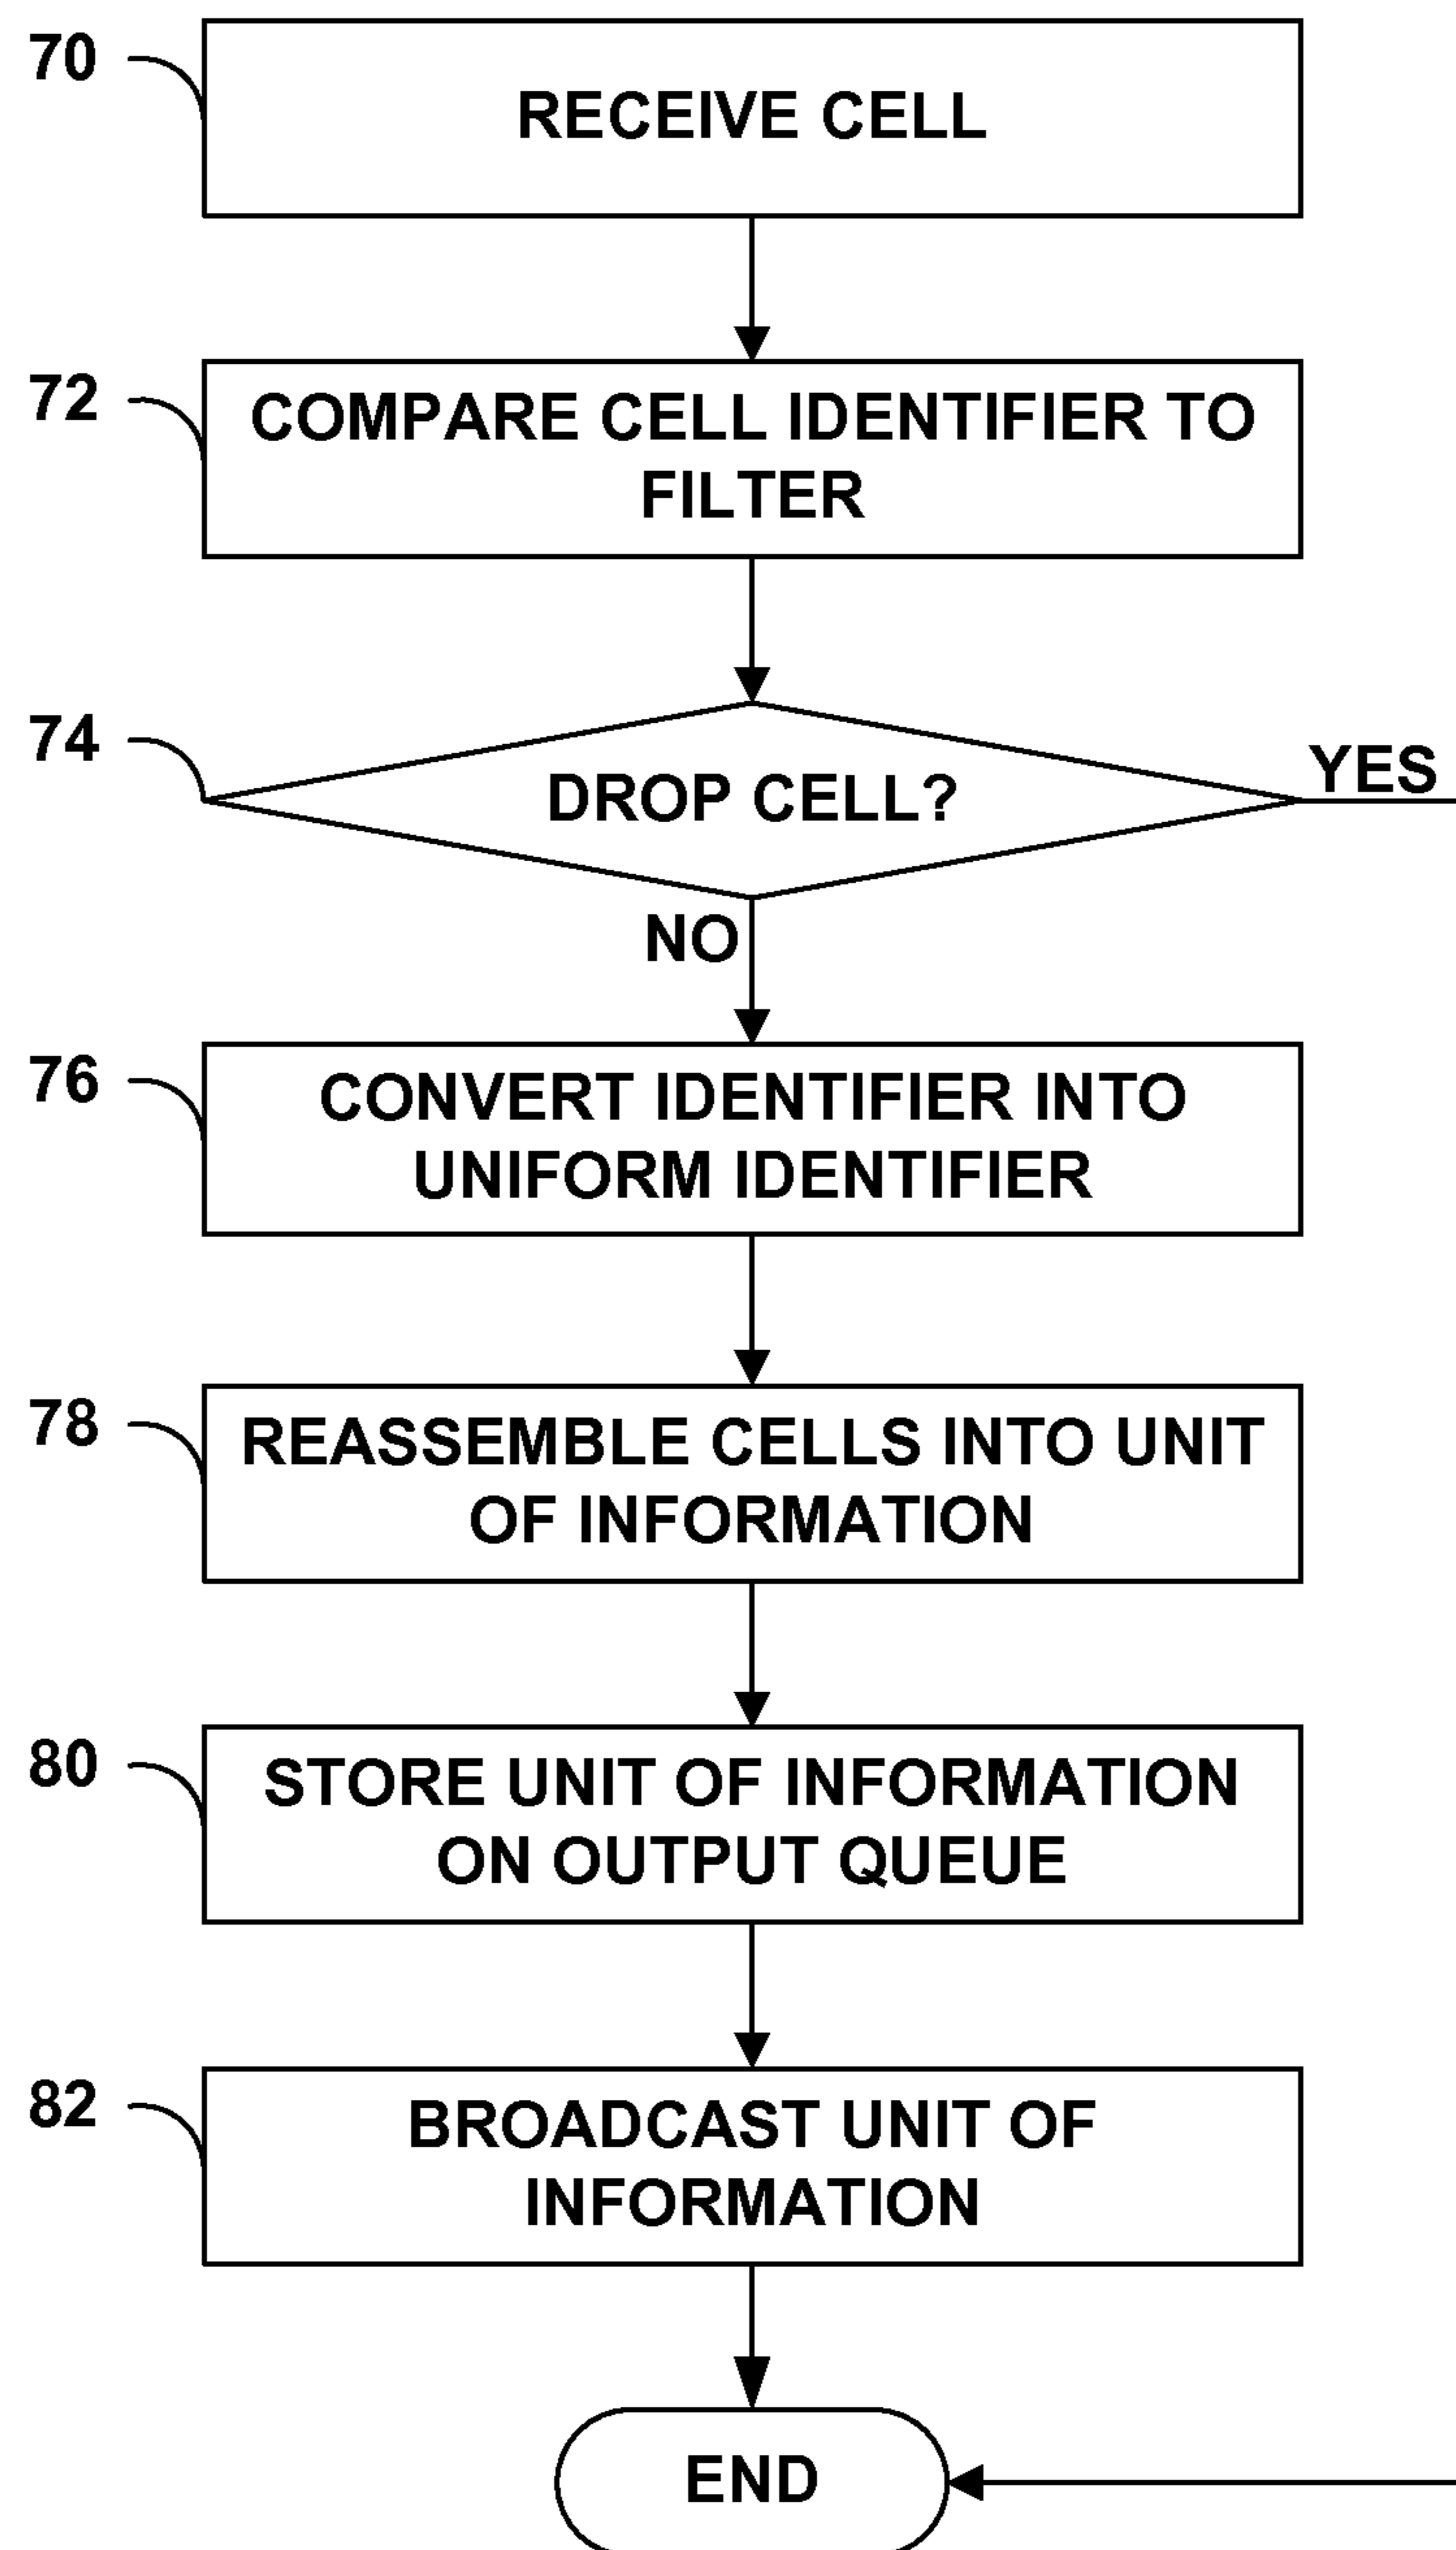 70
RECEIVE CELL
72
COMPARE CELL IDENTIFIER TO
FILTER
74
DROP CELL?
YES
NO
76
CONVERT IDENTIFIER INTO
UNIFORM IDENTIFIER
78
REASSEMBLE CELLS INTO UNIT
OF INFORMATION
80
STORE UNIT OF INFORMATION
ON OUTPUT QUEUE
82
BROADCAST UNIT OF
INFORMATION
END